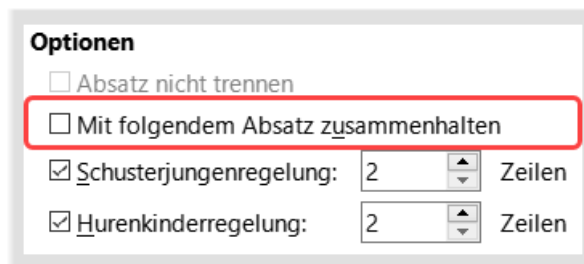 Optionen
Absatz nicht trennen
Mit folgendem Absatz zusammenhalten
Schusterjungenregelung: 2 Zeilen
Hurenkinderregelung: 2 Zeilen